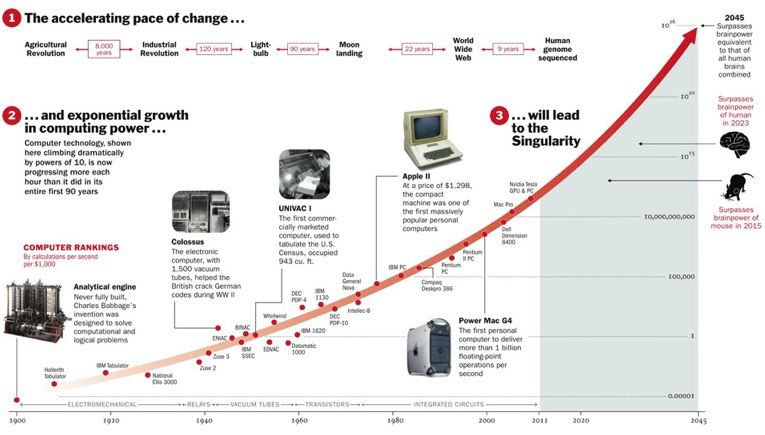 1 The accelerating pace of change...
Agricultural
Revolution
8,000
years
Industrial
Revolution
120 years
Light-
bulb
90 years
Moon
landing
22 years
World
Wide
Web
9 years
Human
genome
sequenced
2045
Surpasses
brainpower
equivalent
to that of
all human
brains
combined
2 ...and exponential growth
in computing power...
Computer technology, shown
here climbing dramatically
by powers of 10, is now
progressing more each
hour than it did in its
entire first 90 years
3 ...will lead
to the
Singularity
Surpasses
brainpower
of human
in 2023
Surpasses
brainpower of
mouse in 2015
COMPUTER RANKINGS
By calculations per second
per $1,000
Analytical engine
Never fully built,
Charles Babbage's
invention was
designed to solve
computational and
logical problems
Colossus
The electronic
computer, with
1,500 vacuum
tubes, helped the
British crack German
codes during WW II
UNIVAC I
The first commer-
cially marketed
computer, used to
tabulate the U.S.
Census, occupied
943 cu. ft.
Apple II
At a price of $1,298,
the compact
machine was one of
the first massively
popular personal
computers
Power Mac G4
The first personal
computer to deliver
more than 1 billion
floating-point
operations per
second
Hollerith
Tabulator
IBM Tabulator
National
Ellis 3000
Zuse 2
Zuse 3
ENIAC
BINAC
IBM
SSEC
Whirlwind
EDVAC
Datamatic
1000
IBM 1620
DEC
PDP-4
IBM
1130
DEC
PDP-10
Data
General
Nova
Intellec-8
IBM PC
Compaq
Deskpro 386
Pentium
PC
Pentium
II PC
Dell
Dimension
8400
Mac Pro
Nvidia Tesla
GPU & PC
10²⁶
10²⁰
10¹⁵
10,000,000,000
100,000
1
0.00001
ELECTROMECHANICAL
RELAYS
VACUUM TUBES
TRANSISTORS
INTEGRATED CIRCUITS
1900
1920
1940
1960
1980
2000
2011
2020
2045